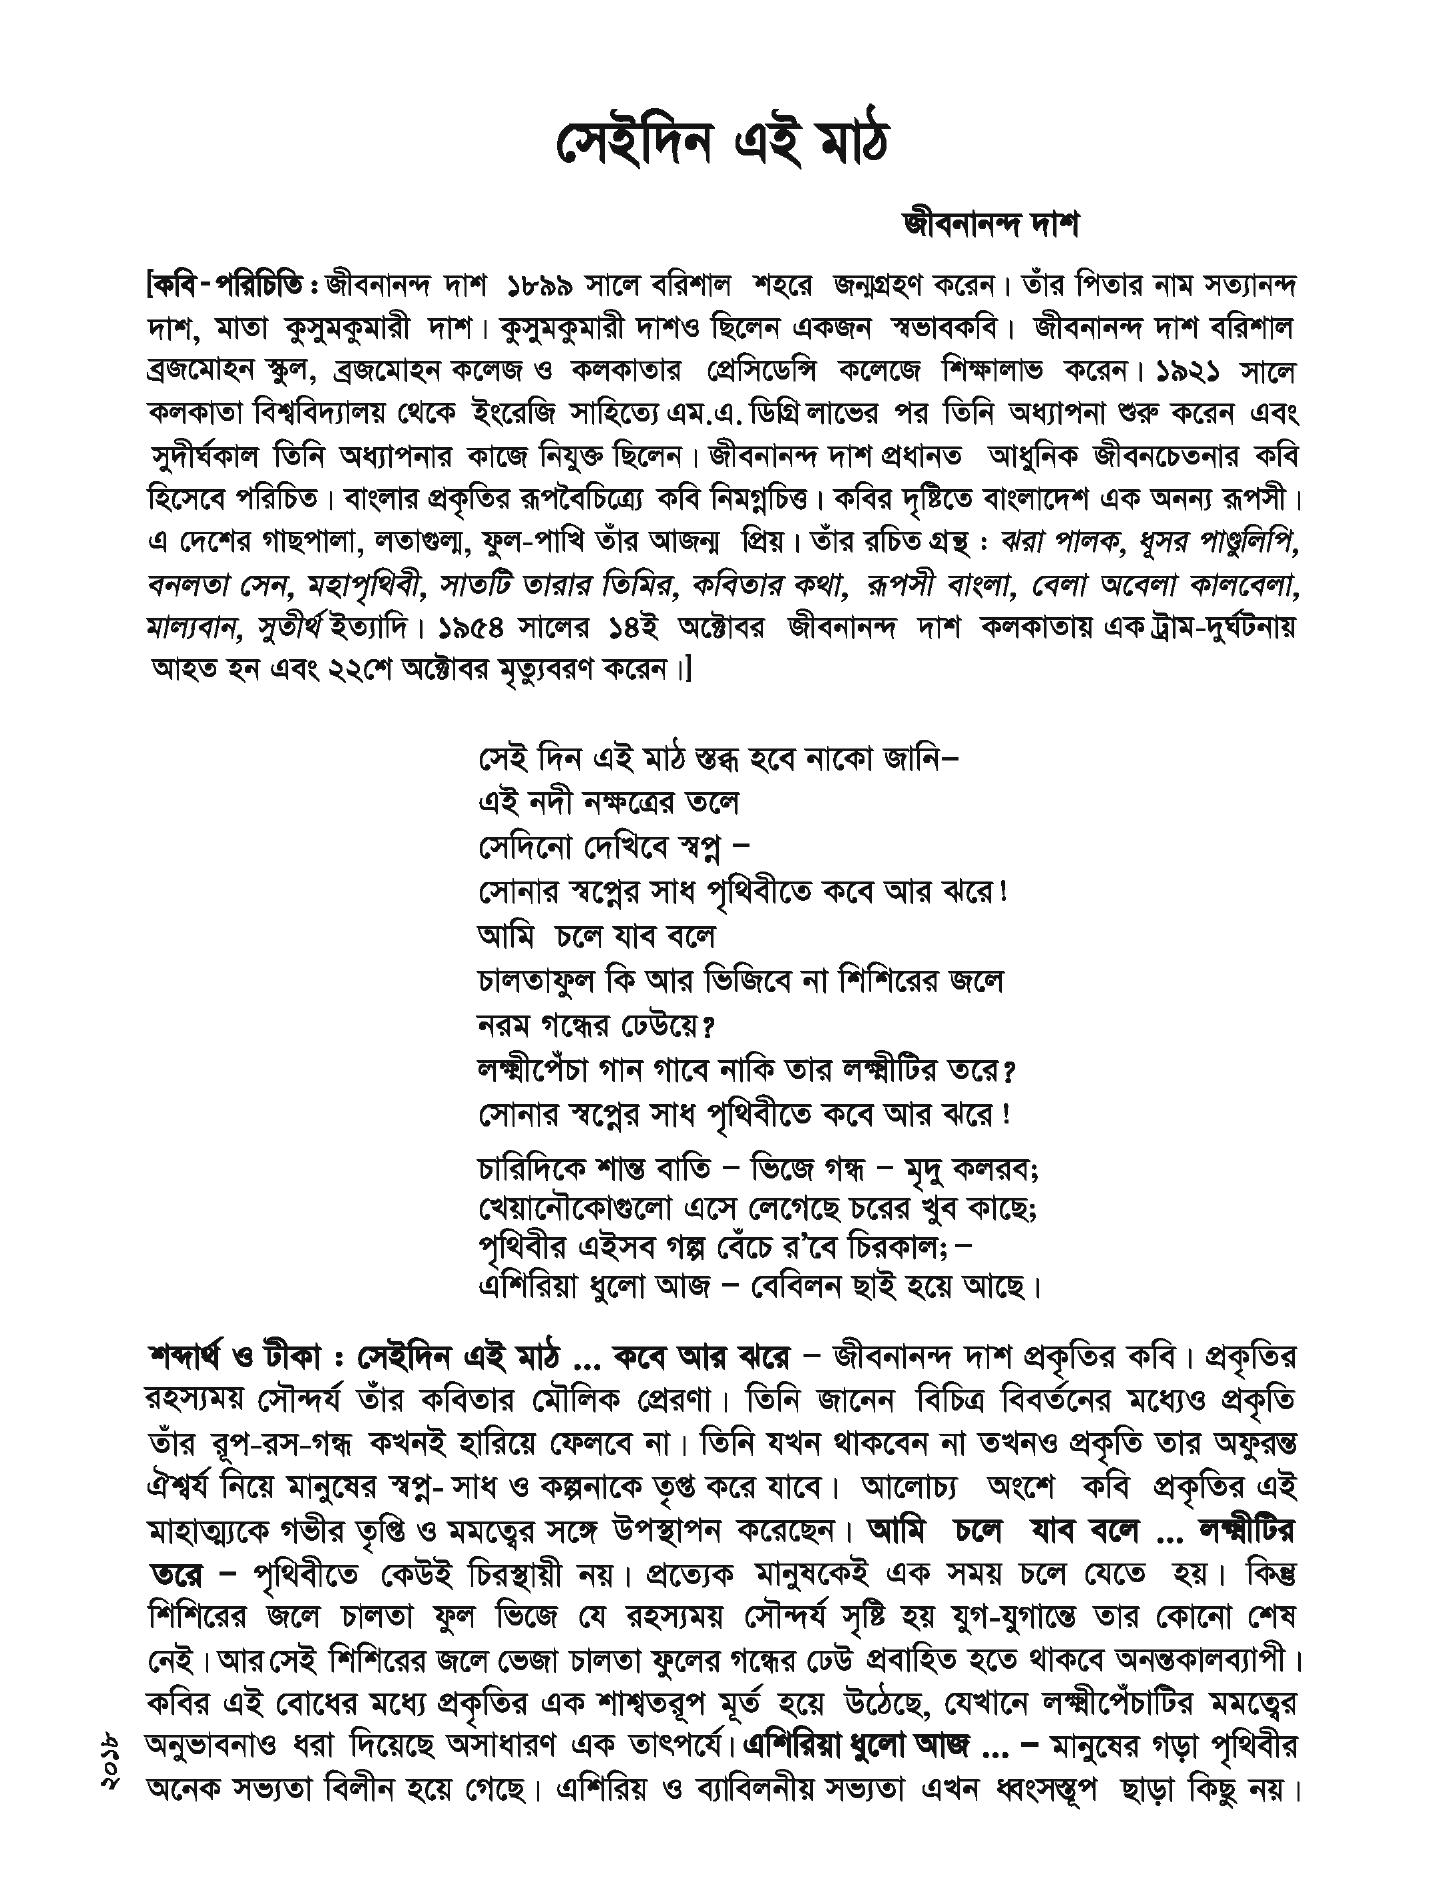 সেইদিন এই মাঠ
জীবনানন্দ দাশ
[কবি-পরিচিতি : জীবনানন্দ দাশ ১৮৯৯ সালে বরিশাল শহরে জন্মগ্রহণ করেন। তাঁর পিতার নাম সত্যানন্দ
দাশ, মাতা কুসুমকুমারী দাশ। কুসুমকুমারী দাশও ছিলেন একজন স্বভাবকবি। জীবনানন্দ দাশ বরিশাল
ব্রজমোহন স্কুল, ব্রজমোহন কলেজ ও কলকাতার প্রেসিডেন্সি কলেজে শিক্ষালাভ করেন। ১৯২১ সালে
কলকাতা বিশ্ববিদ্যালয় থেকে ইংরেজি সাহিত্যে এম.এ. ডিগ্রি লাভের পর তিনি অধ্যাপনা শুরু করেন এবং
সুদীর্ঘকাল তিনি অধ্যাপনার কাজে নিযুক্ত ছিলেন। জীবনানন্দ দাশ প্রধানত আধুনিক জীবনচেতনার কবি
হিসেবে পরিচিত। বাংলার প্রকৃতির রূপবৈচিত্র্যে কবি নিমগ্নচিত্ত। কবির দৃষ্টিতে বাংলাদেশ এক অনন্য রূপসী।
এ দেশের গাছপালা, লতাগুল্ম, ফুল-পাখি তাঁর আজন্ম প্রিয়। তাঁর রচিত গ্রন্থ : ঝরা পালক, ধূসর পাণ্ডুলিপি,
বনলতা সেন, মহাপৃথিবী, সাতটি তারার তিমির, কবিতার কথা, রূপসী বাংলা, বেলা অবেলা কালবেলা,
মাল্যবান, সুতীর্থ ইত্যাদি। ১৯৫৪ সালের ১৪ই অক্টোবর জীবনানন্দ দাশ কলকাতায় এক ট্রাম-দুর্ঘটনায়
আহত হন এবং ২২শে অক্টোবর মৃত্যুবরণ করেন।]
সেই দিন এই মাঠ স্তব্ধ হবে নাকো জানি–
এই নদী নক্ষত্রের তলে
সেদিনো দেখিবে স্বপ্ন –
সোনার স্বপ্নের সাধ পৃথিবীতে কবে আর ঝরে!
আমি চলে যাব বলে
চালতাফুল কি আর ভিজিবে না শিশিরের জলে
নরম গন্ধের ঢেউয়ে?
লক্ষ্মীপেঁচা গান গাবে নাকি তার লক্ষ্মীটির তরে?
সোনার স্বপ্নের সাধ পৃথিবীতে কবে আর ঝরে!
চারিদিকে শান্ত বাতি – ভিজে গন্ধ – মৃদু কলরব;
খেয়ানৌকোগুলো এসে লেগেছে চরের খুব কাছে;
পৃথিবীর এইসব গল্প বেঁচে র’বে চিরকাল; –
এশিরিয়া ধুলো আজ – বেবিলন ছাই হয়ে আছে।
শব্দার্থ ও টীকা : সেইদিন এই মাঠ ... কবে আর ঝরে – জীবনানন্দ দাশ প্রকৃতির কবি। প্রকৃতির
রহস্যময় সৌন্দর্য তাঁর কবিতার মৌলিক প্রেরণা। তিনি জানেন বিচিত্র বিবর্তনের মধ্যেও প্রকৃতি
তাঁর রূপ-রস-গন্ধ কখনই হারিয়ে ফেলবে না। তিনি যখন থাকবেন না তখনও প্রকৃতি তার অফুরন্ত
ঐশ্বর্য নিয়ে মানুষের স্বপ্ন- সাধ ও কল্পনাকে তৃপ্ত করে যাবে। আলোচ্য অংশে কবি প্রকৃতির এই
মাহাত্ম্যকে গভীর তৃপ্তি ও মমত্বের সঙ্গে উপস্থাপন করেছেন। আমি চলে যাব বলে ... লক্ষ্মীটির
তরে – পৃথিবীতে কেউই চিরস্থায়ী নয়। প্রত্যেক মানুষকেই এক সময় চলে যেতে হয়। কিন্তু
শিশিরের জলে চালতা ফুল ভিজে যে রহস্যময় সৌন্দর্য সৃষ্টি হয় যুগ-যুগান্তে তার কোনো শেষ
নেই। আর সেই শিশিরের জলে ভেজা চালতা ফুলের গন্ধের ঢেউ প্রবাহিত হতে থাকবে অনন্তকালব্যাপী।
কবির এই বোধের মধ্যে প্রকৃতির এক শাশ্বতরূপ মূর্ত হয়ে উঠেছে, যেখানে লক্ষ্মীপেঁচাটির মমত্বের
অনুভাবনাও ধরা দিয়েছে অসাধারণ এক তাৎপর্যে। এশিরিয়া ধুলো আজ ... – মানুষের গড়া পৃথিবীর
অনেক সভ্যতা বিলীন হয়ে গেছে। এশিরিয় ও ব্যাবিলনীয় সভ্যতা এখন ধ্বংসস্তূপ ছাড়া কিছু নয়।
২০১৮